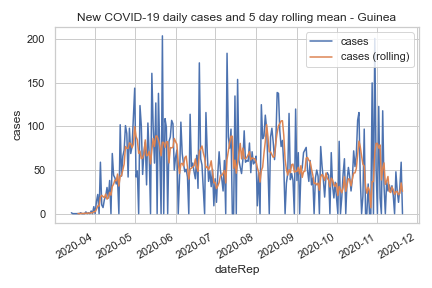 New COVID-19 daily cases and 5 day rolling mean - Guinea
cases
cases (rolling)
cases
200
150
100
50
0
2020-04
2020-05
2020-06
2020-07
2020-08
2020-09
2020-10
2020-11
2020-12
dateRep